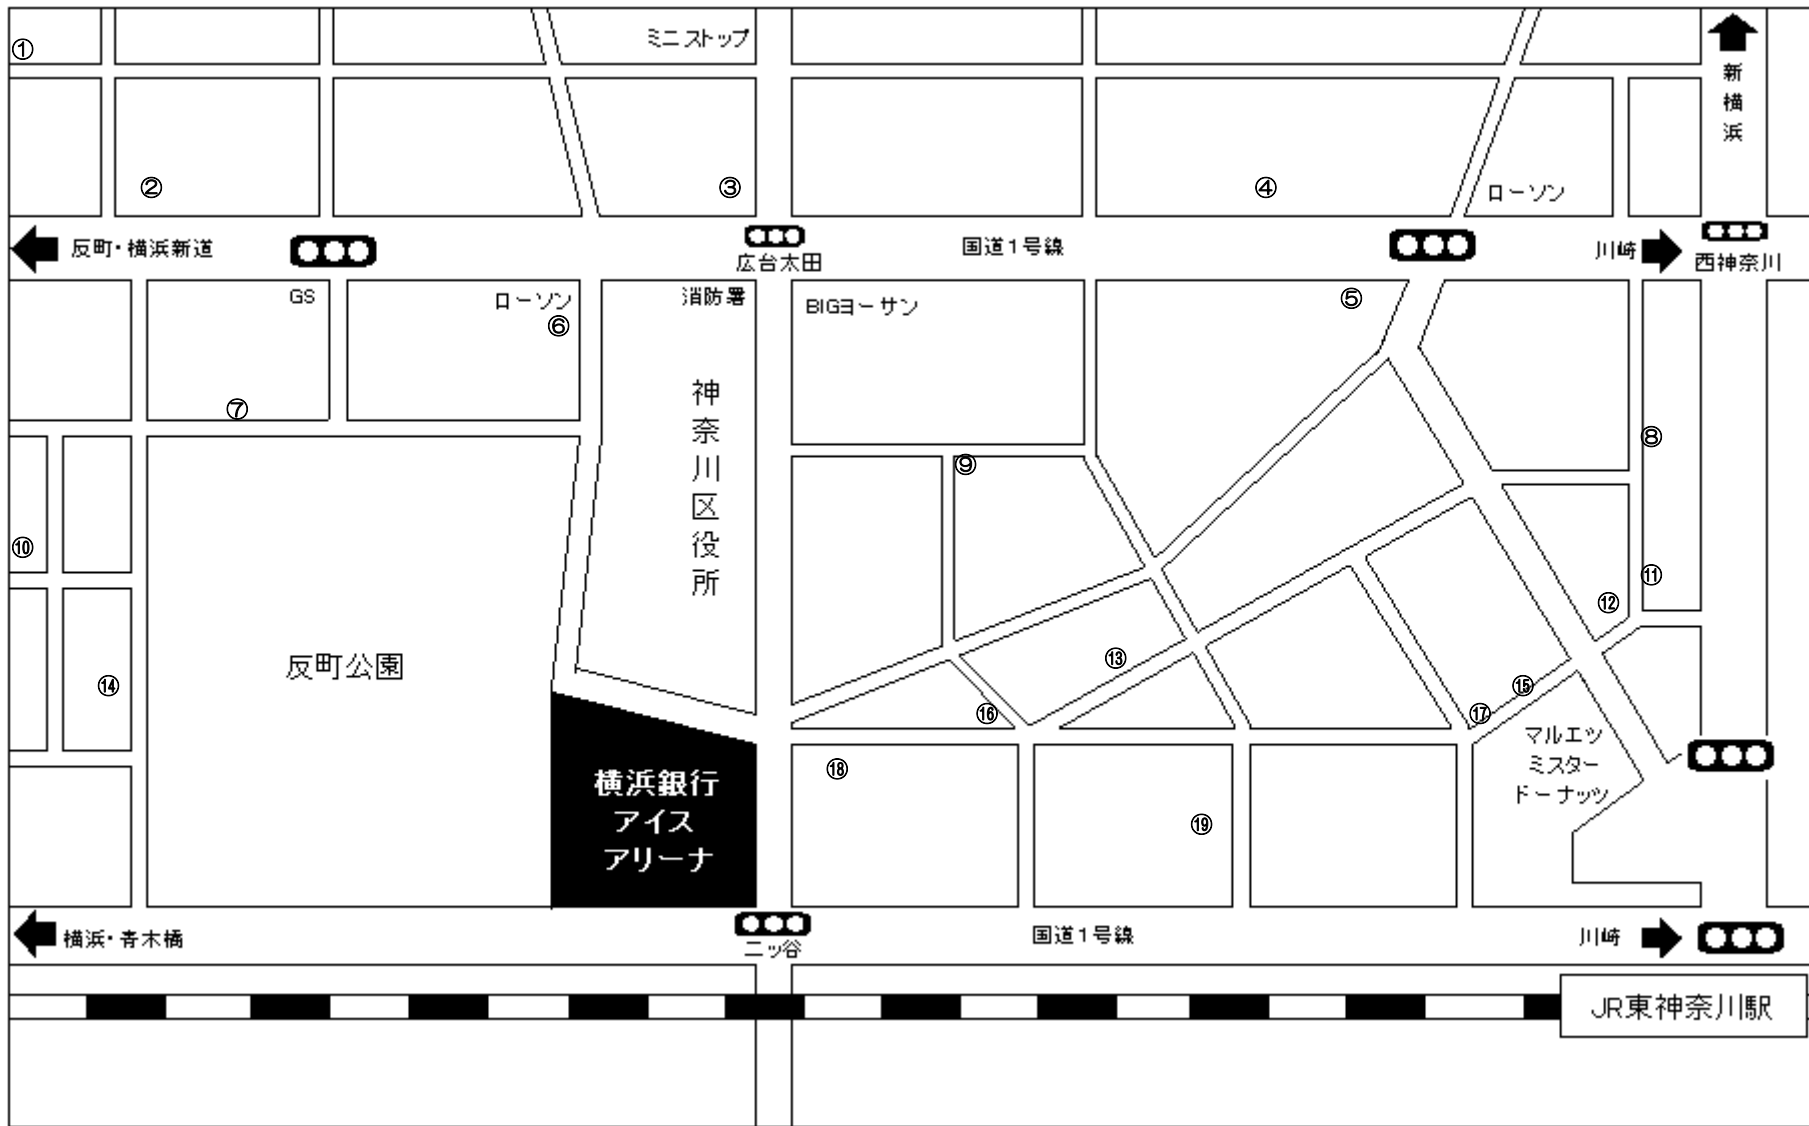 ミニストップ
①
新横浜
②
③
④
ローソン
反町・横浜新道
広台太田
国道1号線
川崎
西神奈川
GS
ローソン
⑥
消防署
BIGヨーサン
⑤
神奈川区役所
⑦
⑧
⑨
⑩
⑪
⑫
反町公園
⑬
⑭
⑮
⑯
⑰
マルエツ
ミスター
ドーナッツ
横浜銀行
アイス
アリーナ
⑱
⑲
横浜・青木橋
二ッ谷
国道1号線
川崎
JR東神奈川駅